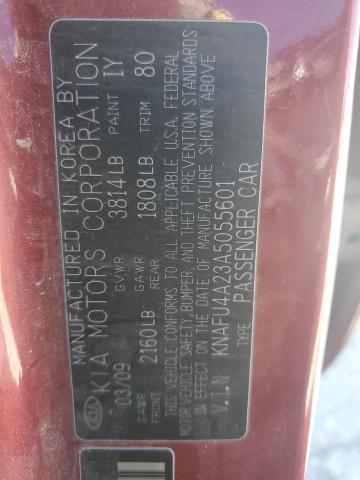 MANUFACTURED IN KOREA BY
KIA KIA MOTORS CORPORATION
03/09 GVWR 3814LB PAINT IY
GAWR FRONT 2160LB GAWR REAR 1808LB TRIM 80
THIS VEHICLE CONFORMS TO ALL APPLICABLE U.S.A. FEDERAL
MOTOR VEHICLE SAFETY, BUMPER, AND THEFT PREVENTION STANDARDS
IN EFFECT ON THE DATE OF MANUFACTURE SHOWN ABOVE
V.I.N KNAFU4A23A5055601
TYPE PASSENGER CAR